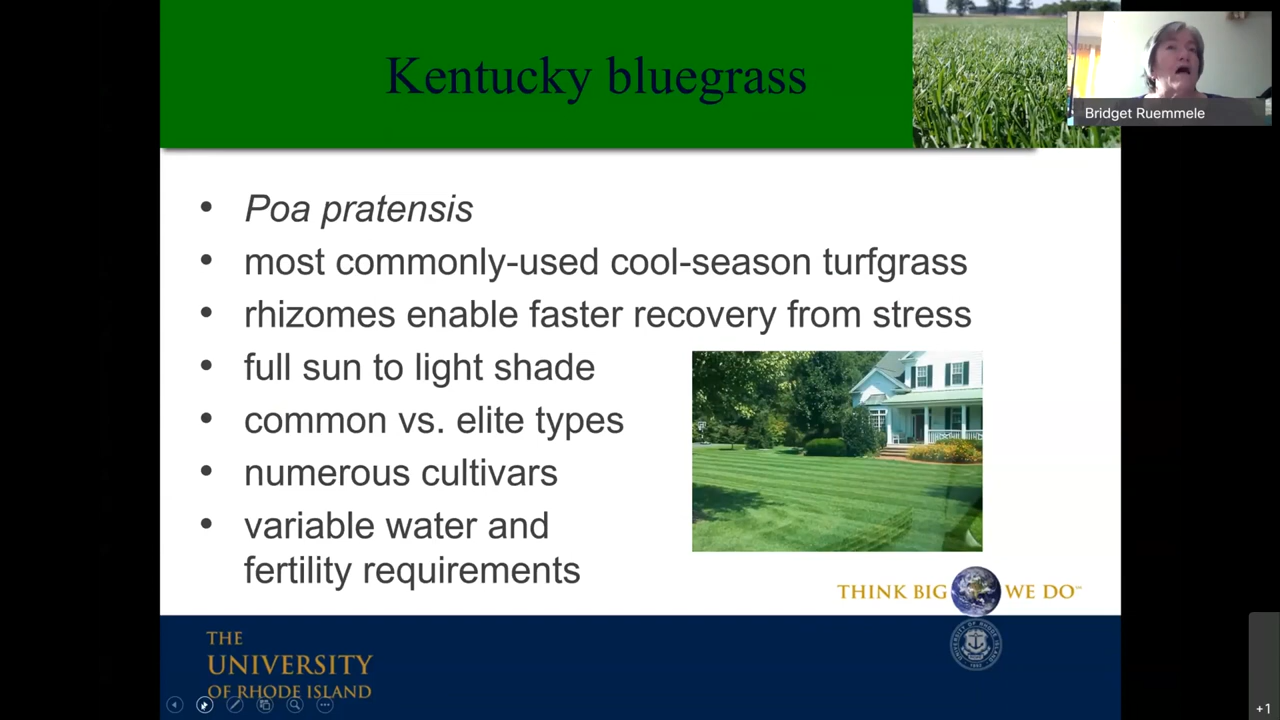 Kentucky bluegrass
Bridget Ruemmele
• Poa pratensis
• most commonly-used cool-season turfgrass
• rhizomes enable faster recovery from stress
• full sun to light shade
• common vs. elite types
• numerous cultivars
• variable water and
fertility requirements
THINK BIG WE DO™
THE
UNIVERSITY
OF RHODE ISLAND
+1